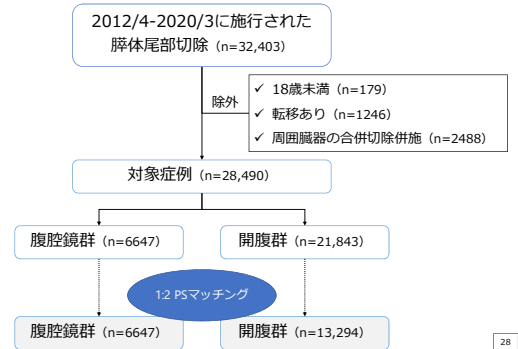 2012/4-2020/3に施行された
膵体尾部切除（n=32,403）
除外
✓ 18歳未満（n=179）
✓ 転移あり（n=1246）
✓ 周囲臓器の合併切除併施（n=2488）
対象症例（n=28,490）
腹腔鏡群（n=6647）
開腹群（n=21,843）
1:2 PSマッチング
腹腔鏡群（n=6647）
開腹群（n=13,294）
28